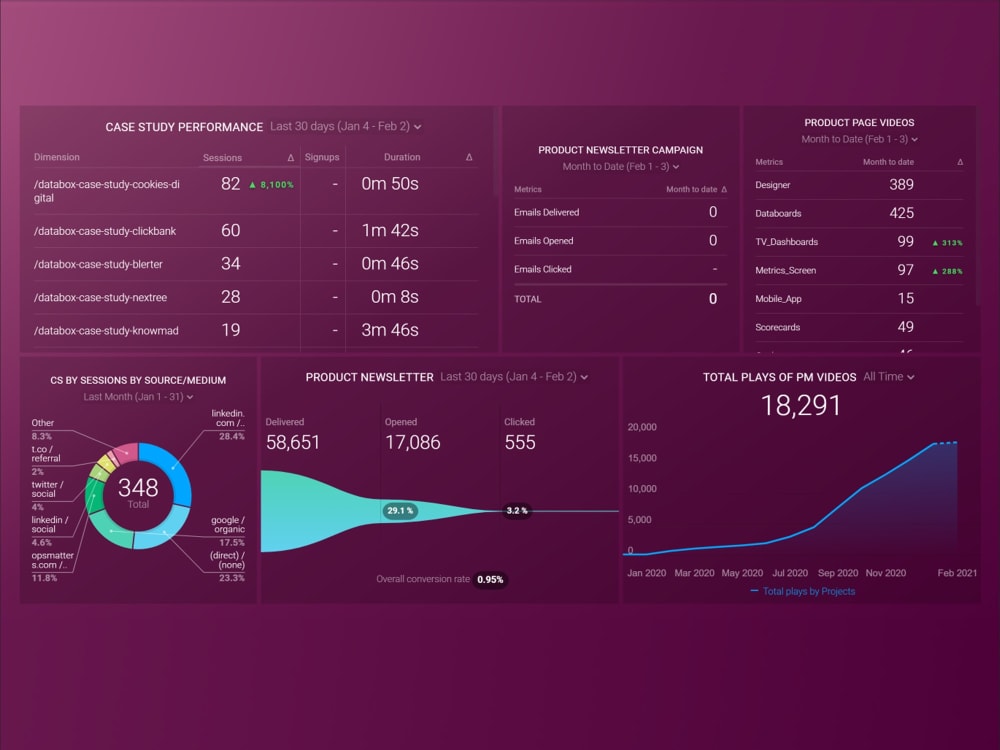 CASE STUDY PERFORMANCE Last 30 days (Jan 4 - Feb 2)
Dimension Sessions Δ Signups Duration Δ
/databox-case-study-cookies-di
gital
82 ▲ 8,100% - 0m 50s
/databox-case-study-clickbank 60 - 1m 42s
/databox-case-study-blerter 34 - 0m 46s
/databox-case-study-nextree 28 - 0m 8s
/databox-case-study-knowmad 19 - 3m 46s
PRODUCT NEWSLETTER CAMPAIGN
Month to Date (Feb 1 - 3)
Metrics Month to date Δ
Emails Delivered 0
Emails Opened 0
Emails Clicked -
TOTAL 0
PRODUCT PAGE VIDEOS
Month to Date (Feb 1 - 3)
Metrics Month to date Δ
Designer 389
Databoards 425
TV_Dashboards 99 ▲ 313%
Metrics_Screen 97 ▲ 288%
Mobile_App 15
Scorecards 49
CS BY SESSIONS BY SOURCE/MEDIUM
Last Month (Jan 1 - 31)
Other
8.3%
t.co /
referral
2%
twitter /
social
4%
linkedin /
social
4.6%
opsmatter
s.com /..
11.8%
348
Total
linkedin.
com /..
28.4%
google /
organic
17.5%
(direct) /
(none)
23.3%
PRODUCT NEWSLETTER Last 30 days (Jan 4 - Feb 2)
Delivered Opened Clicked
58,651 17,086 555
29.1 % 3.2 %
Overall conversion rate 0.95%
TOTAL PLAYS OF PM VIDEOS All Time
18,291
20,000
15,000
10,000
5,000
0
Jan 2020 Mar 2020 May 2020 Jul 2020 Sep 2020 Nov 2020 Feb 2021
Total plays by Projects